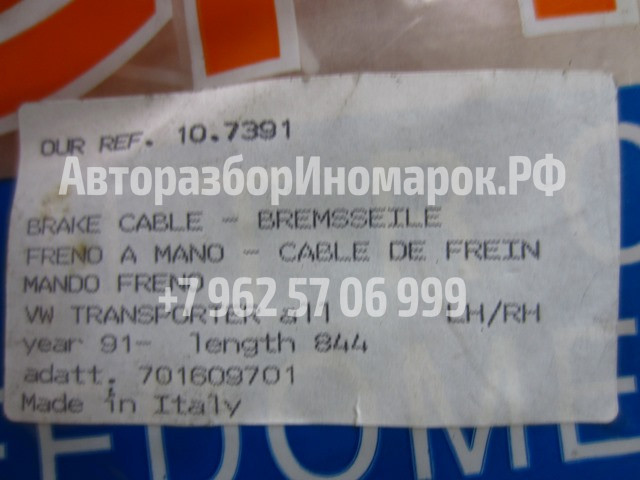 OUR REF. 10.7391
АвторазборИномарок.РФ
BRAKE CABLE - BREMSSEILE
FRENO A MANO - CABLE DE FREIN
MANDO FRENO
+7 962 57 06 999
VW TRANSPORTER all LH/RH
year 91- length 844
adatt. 701609701
Made in Italy